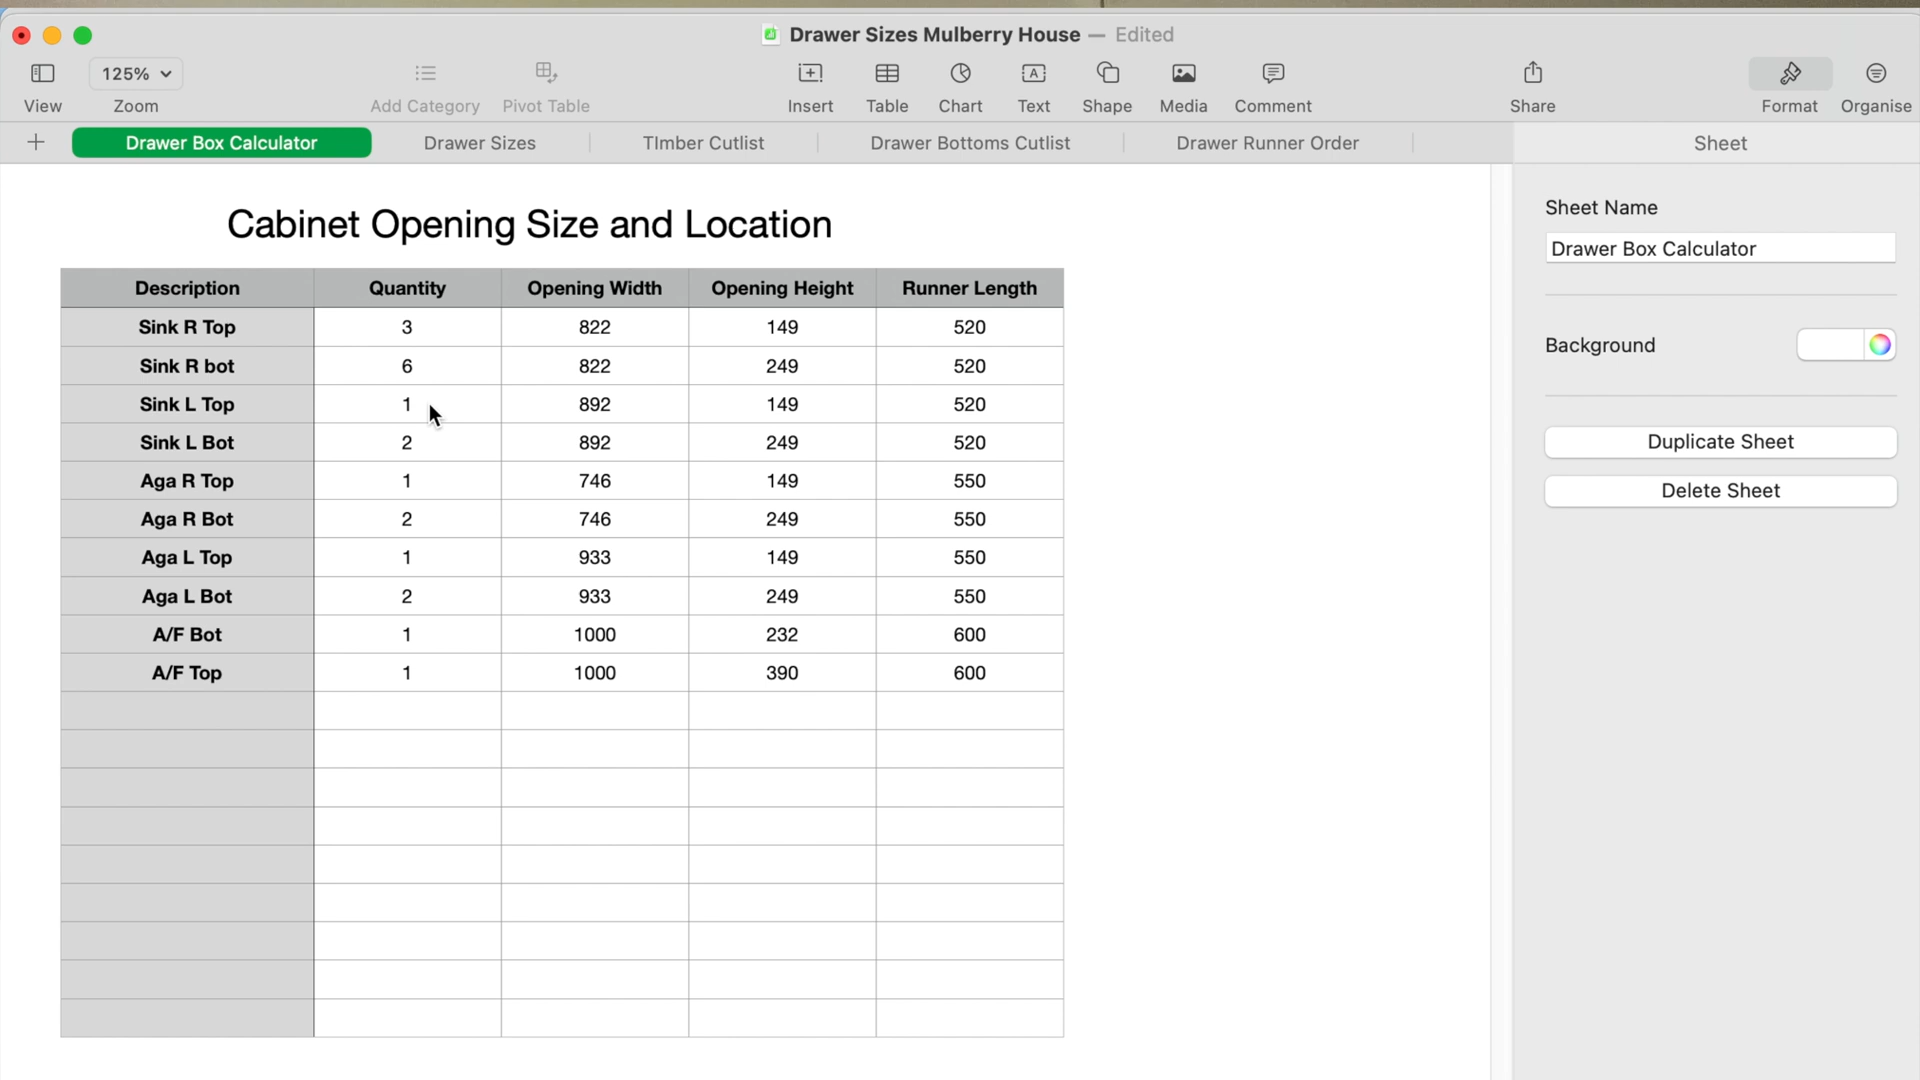 Drawer Sizes Mulberry House — Edited
125%
View Zoom Add Category Pivot Table Insert Table Chart Text Shape Media Comment Share Format Organise
Drawer Box Calculator Drawer Sizes TImber Cutlist Drawer Bottoms Cutlist Drawer Runner Order Sheet
Cabinet Opening Size and Location
Description Quantity Opening Width Opening Height Runner Length
Sink R Top 3 822 149 520
Sink R bot 6 822 249 520
Sink L Top 1 892 149 520
Sink L Bot 2 892 249 520
Aga R Top 1 746 149 550
Aga R Bot 2 746 249 550
Aga L Top 1 933 149 550
Aga L Bot 2 933 249 550
A/F Bot 1 1000 232 600
A/F Top 1 1000 390 600
Sheet Name
Drawer Box Calculator
Background
Duplicate Sheet
Delete Sheet